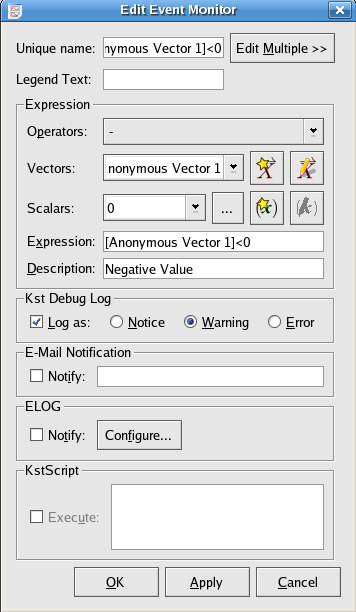 Edit Event Monitor
Unique name: nymous Vector 1]<0 Edit Multiple >>
Legend Text:
Expression
Operators: -
Vectors: nonymous Vector 1
Scalars: 0 ...
Expression: [Anonymous Vector 1]<0
Description: Negative Value
Kst Debug Log
Log as: Notice Warning Error
E-Mail Notification
Notify:
ELOG
Notify: Configure...
KstScript
Execute:
OK Apply Cancel